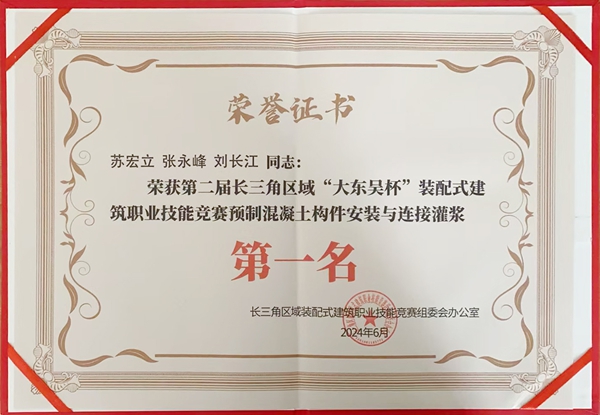 荣誉证书
苏宏立 张永峰 刘长江 同志：
荣获第二届长三角区域“大东吴杯”装配式建
筑职业技能竞赛预制混凝土构件安装与连接灌浆
第一名
长三角区域装配式建筑职业技能竞赛组委会办公室
2024年6月